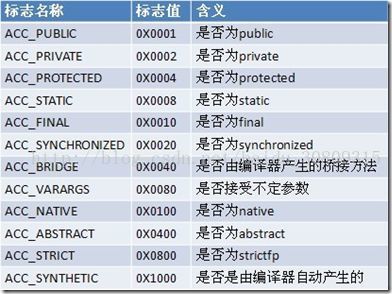 标志名称 标志值 含义
ACC_PUBLIC 0X0001 是否为public
ACC_PRIVATE 0X0002 是否为private
ACC_PROTECTED 0X0004 是否为protected
ACC_STATIC 0X0008 是否为static
ACC_FINAL 0X0010 是否为final
ACC_SYNCHRONIZED 0X0020 是否为synchronized
ACC_BRIDGE 0X0040 是否由编译器产生的桥接方法
ACC_VARARGS 0X0080 是否接受不定参数
ACC_NATIVE 0X0100 是否为native
ACC_ABSTRACT 0X0400 是否为abstract
ACC_STRICT 0X0800 是否为strictfp
ACC_SYNTHETIC 0X1000 是否是由编译器自动产生的